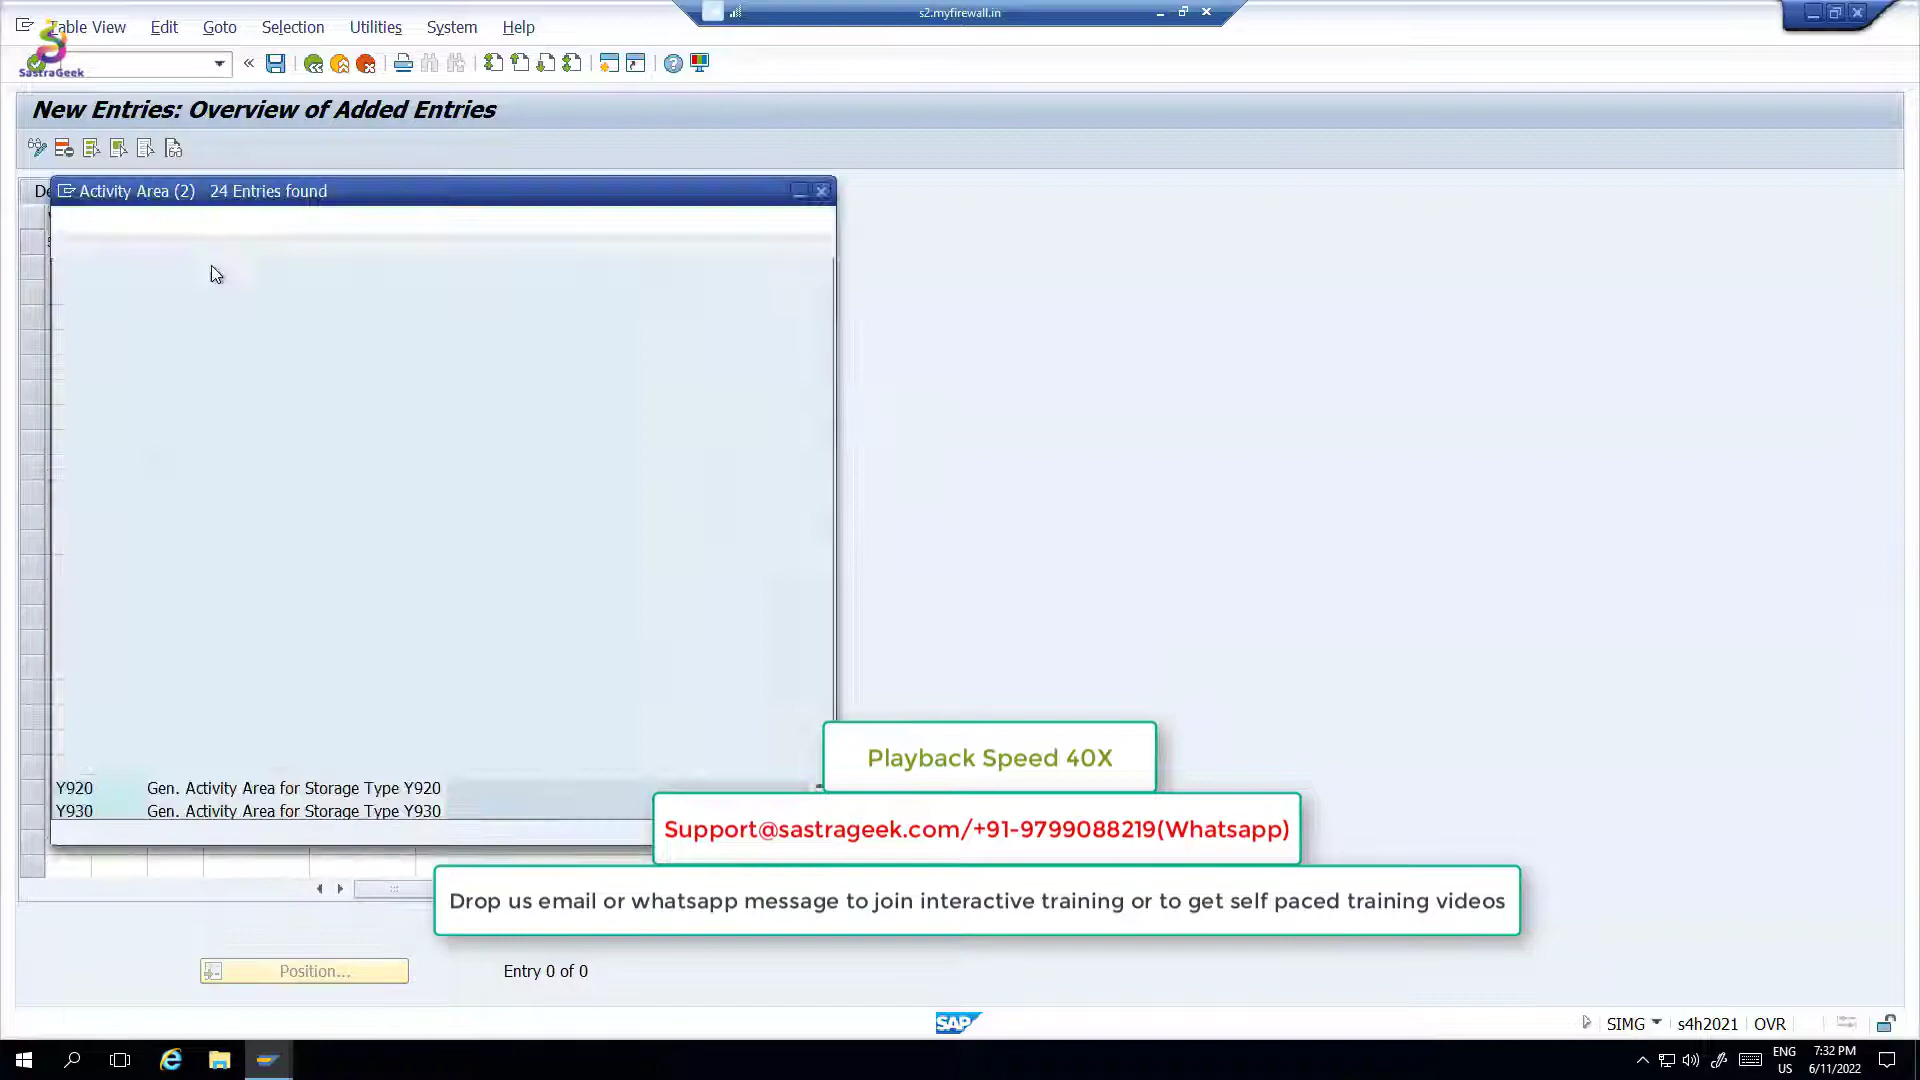 s2.myfirewall.in
Table View Edit Goto Selection Utilities System Help
SastraGeek
New Entries: Overview of Added Entries
De
Activity Area (2) 24 Entries found
Y920 Gen. Activity Area for Storage Type Y920
Y930 Gen. Activity Area for Storage Type Y930
Playback Speed 40X
Support@sastrageek.com/+91-9799088219(Whatsapp)
Drop us email or whatsapp message to join interactive training or to get self paced training videos
Position... Entry 0 of 0
SAP
SIMG s4h2021 OVR
ENG
US
7:32 PM
6/11/2022